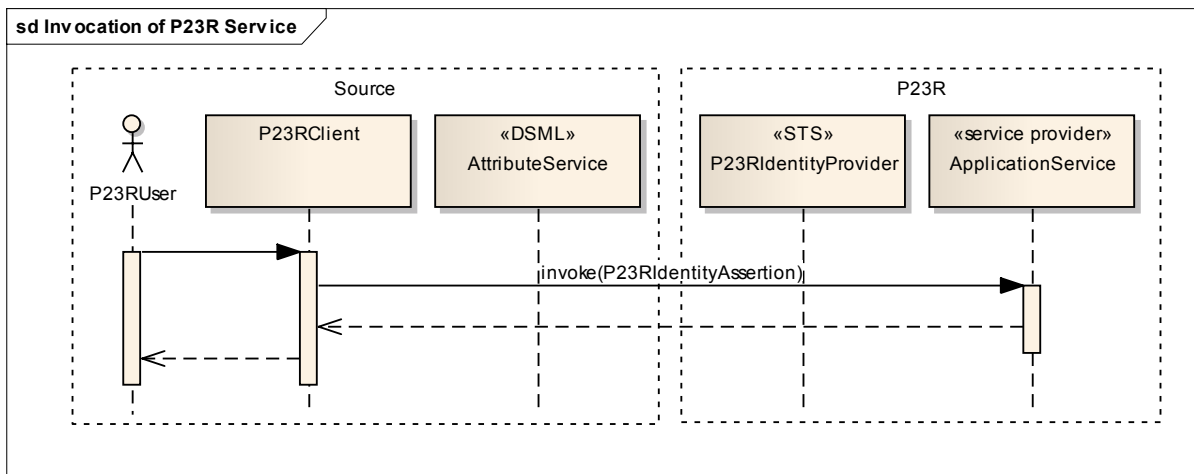 sd Invocation of P23R Service
Source
P23R
P23RUser
P23RClient
«DSML»
AttributeService
«STS»
P23RIdentityProvider
«service provider»
ApplicationService
invoke(P23RIdentityAssertion)